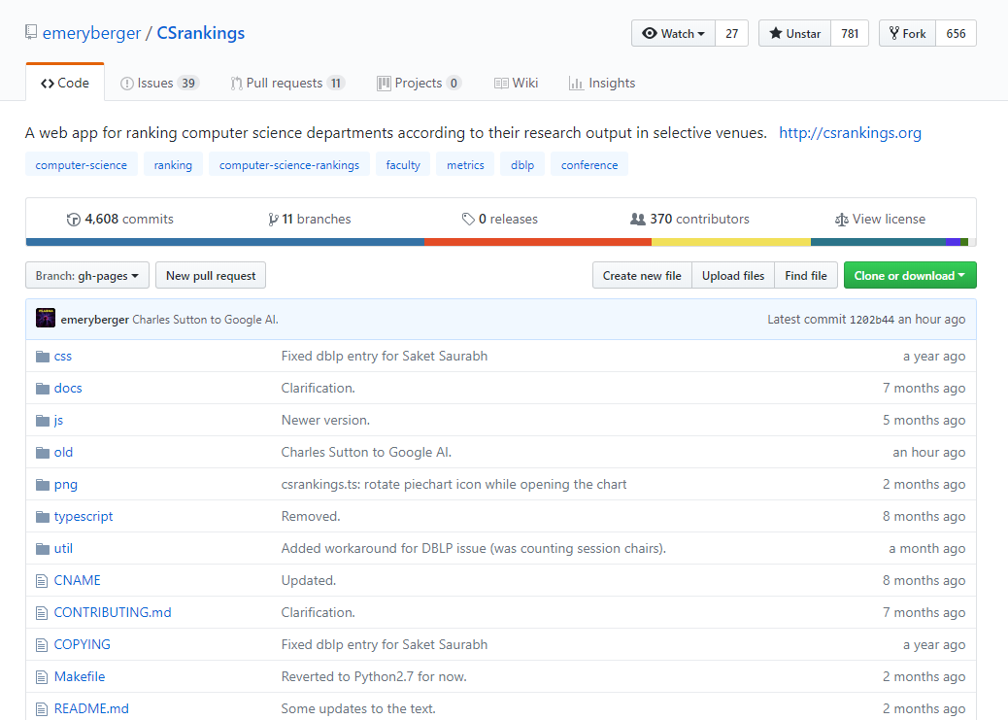 emeryberger / CSrankings Watch 27 Unstar 781 Fork 656
Code Issues 39 Pull requests 11 Projects 0 Wiki Insights
A web app for ranking computer science departments according to their research output in selective venues. http://csrankings.org
computer-science ranking computer-science-rankings faculty metrics dblp conference
4,608 commits 11 branches 0 releases 370 contributors View license
Branch: gh-pages New pull request Create new file Upload files Find file Clone or download
emeryberger Charles Sutton to Google AI. Latest commit 1202b44 an hour ago
css Fixed dblp entry for Saket Saurabh a year ago
docs Clarification. 7 months ago
js Newer version. 5 months ago
old Charles Sutton to Google AI. an hour ago
png csrankings.ts: rotate piechart icon while opening the chart 2 months ago
typescript Removed. 8 months ago
util Added workaround for DBLP issue (was counting session chairs). a month ago
CNAME Updated. 8 months ago
CONTRIBUTING.md Clarification. 7 months ago
COPYING Fixed dblp entry for Saket Saurabh a year ago
Makefile Reverted to Python2.7 for now. 2 months ago
README.md Some updates to the text. 2 months ago